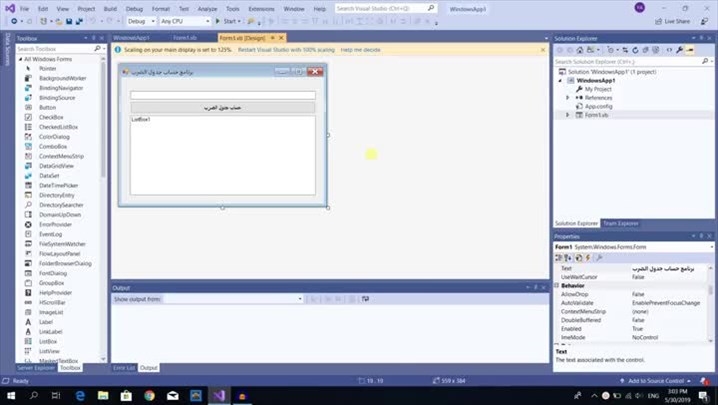 File Edit View Project Build Debug Team Format Tools Test Analyze Extensions Window Help
Search Visual Studio (Ctrl+Q)
WindowsApp1
YA
Debug Any CPU Start
Live Share
Data Sources
Toolbox
Search Toolbox
All Windows Forms
Pointer
BackgroundWorker
BindingNavigator
BindingSource
Button
CheckBox
CheckedListBox
ColorDialog
ComboBox
ContextMenuStrip
DataGridView
DataSet
DateTimePicker
DirectoryEntry
DirectorySearcher
DomainUpDown
ErrorProvider
EventLog
FileSystemWatcher
FlowLayoutPanel
FolderBrowserDialog
FontDialog
GroupBox
HelpProvider
HScrollBar
ImageList
Label
LinkLabel
ListBox
ListView
MaskedTextBox
Server Explorer Toolbox
WindowsApp1 Form1.vb Form1.vb [Design]
Scaling on your main display is set to 125%. Restart Visual Studio with 100% scaling Help me decide
برنامج حساب جدول الضرب
حساب جدول الضرب
ListBox1
Output
Show output from:
Error List Output
Solution Explorer
Search Solution Explorer (Ctrl+;)
Solution 'WindowsApp1' (1 project)
WindowsApp1
My Project
References
App.config
Form1.vb
Solution Explorer Team Explorer
Properties
Form1 System.Windows.Forms.Form
Text برنامج حساب جدول الضرب
UseWaitCursor False
Behavior
AllowDrop False
AutoValidate EnablePreventFocusChange
ContextMenuStrip (none)
DoubleBuffered False
Enabled True
ImeMode NoControl
Text
The text associated with the control.
Ready
19 , 19
359 x 384
Add to Source Control
ENG
3:03 PM
5/30/2019